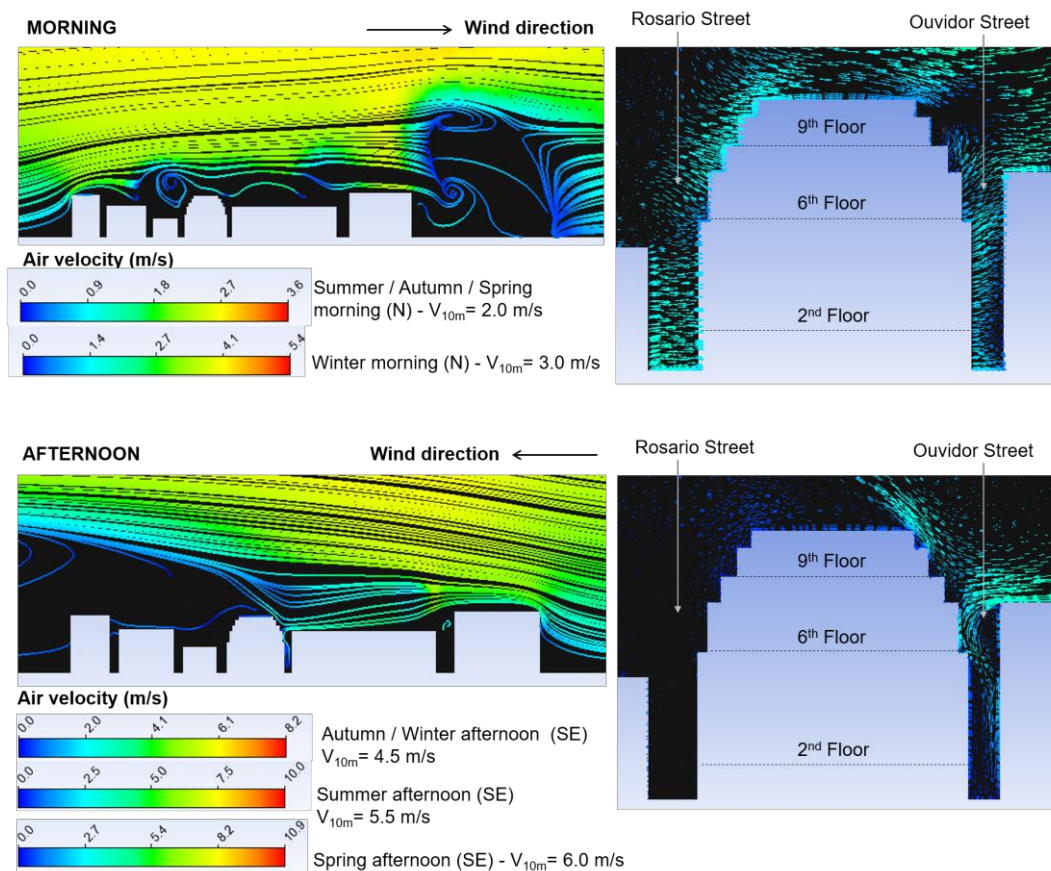 MORNING
Wind direction
Rosario Street
Ouvidor Street
9th Floor
6th Floor
2nd Floor
Air velocity (m/s)
0.0 0.9 1.8 2.7 3.6
Summer / Autumn / Spring
morning (N) - V10m= 2.0 m/s
0.0 1.4 2.7 4.1 5.4
Winter morning (N) - V10m= 3.0 m/s
AFTERNOON
Wind direction
Rosario Street
Ouvidor Street
9th Floor
6th Floor
2nd Floor
Air velocity (m/s)
0.0 2.0 4.1 6.1 8.2
Autumn / Winter afternoon (SE)
V10m= 4.5 m/s
0.0 2.5 5.0 7.5 10.0
Summer afternoon (SE)
V10m= 5.5 m/s
0.0 2.7 5.4 8.2 10.9
Spring afternoon (SE) - V10m= 6.0 m/s